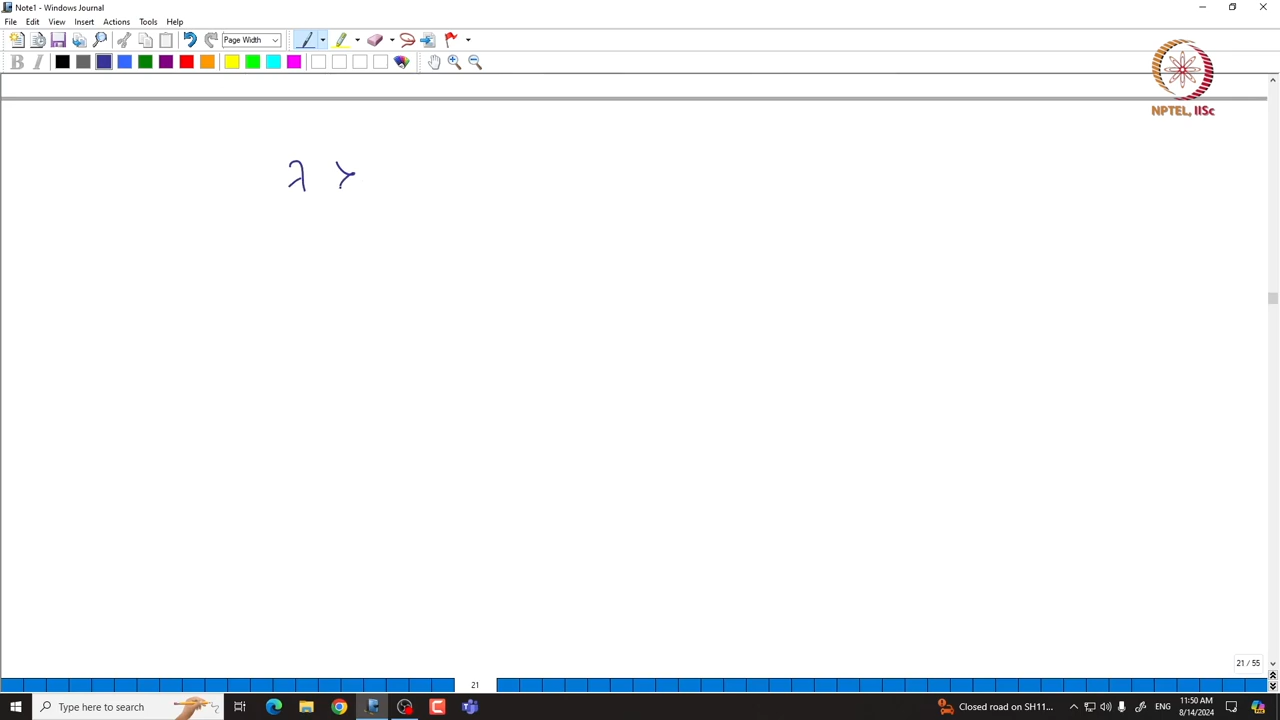 Note1 - Windows Journal
File Edit View Insert Actions Tools Help
Page Width
B I
NPTEL, IISc
λ >
21 / 55
21
Type here to search
Closed road on SH11...
ENG
11:50 AM
8/14/2024